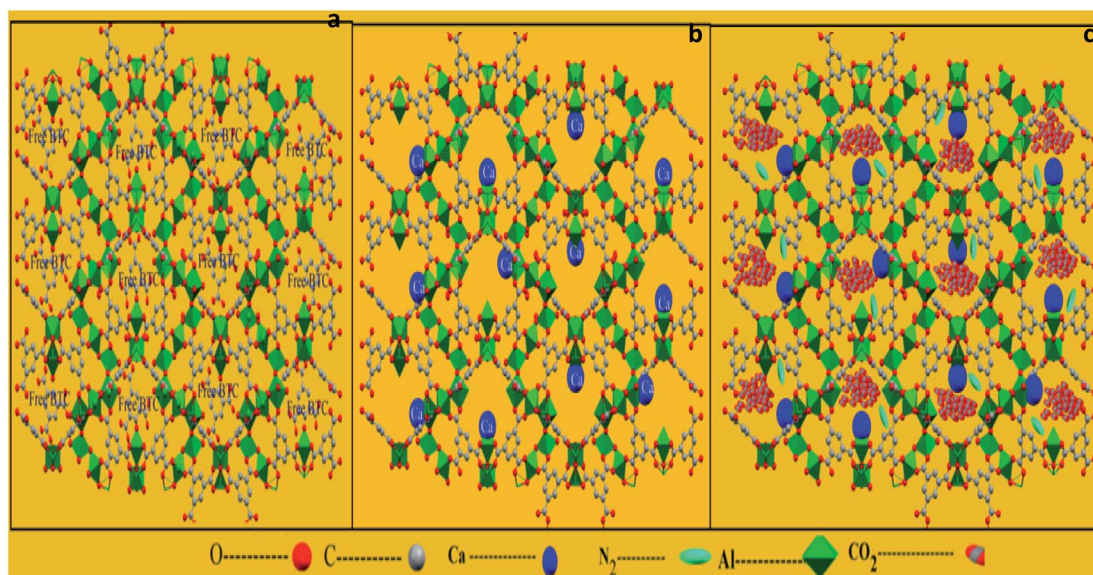 a
Free BTC Free BTC Free BTC Free BTC
Free BTC Free BTC Free BTC Free BTC
Free BTC Free BTC Free BTC Free BTC
b
Ca
Ca Ca Ca
Ca Ca
Ca Ca
Ca Ca
Ca Ca
c
O----------- C----------- Ca -------------- N₂--------- Al-------- CO₂---------------